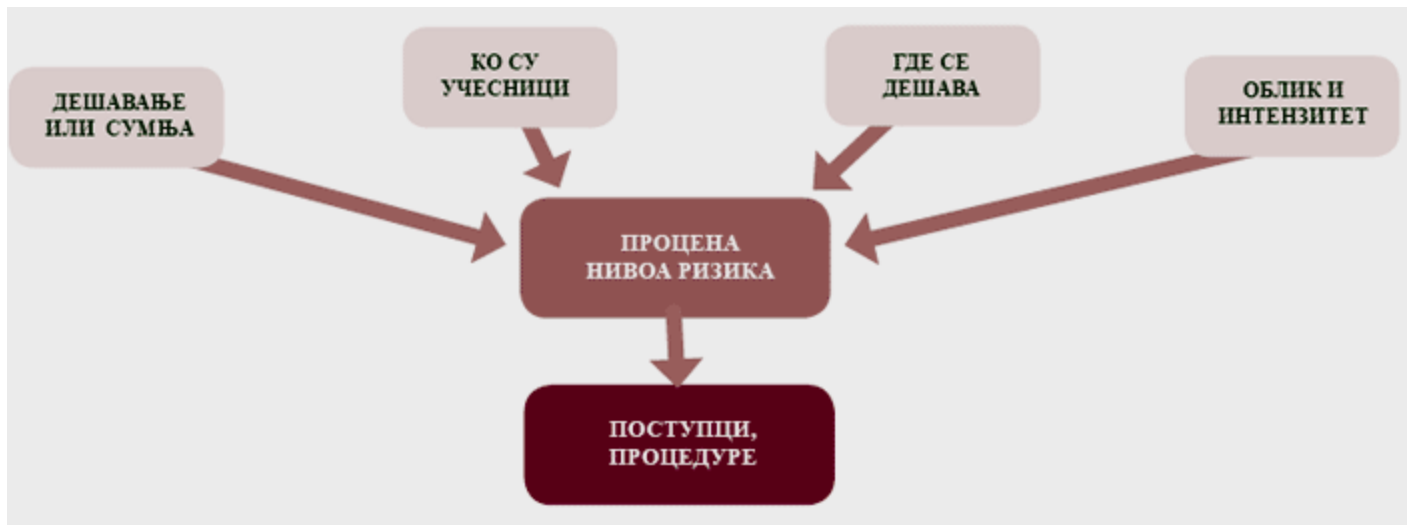 ДЕШАВАЊЕ
ИЛИ СУМЊА
КО СУ
УЧЕСНИЦИ
ГДЕ СЕ
ДЕШАВА
ОБЛИК И
ИНТЕНЗИТЕТ
ПРОЦЕНА
НИВОА РИЗИКА
ПОСТУПЦИ,
ПРОЦЕДУРЕ